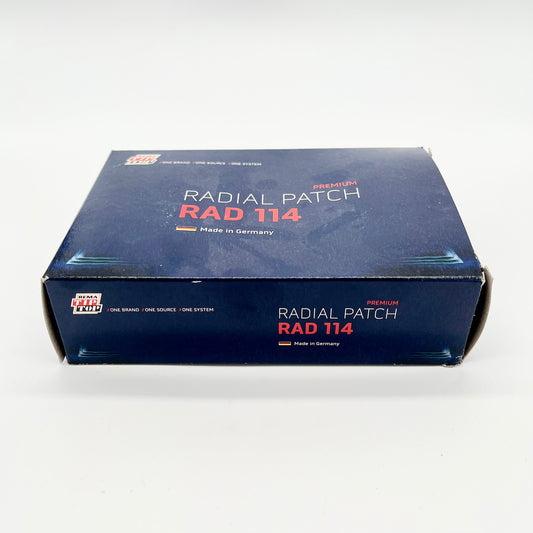 REMA
TIP
TOP
/ ONE BRAND / ONE SOURCE / ONE SYSTEM
PREMIUM
RADIAL PATCH
RAD 114
Made in Germany
REMA
TIP
TOP
/ ONE BRAND / ONE SOURCE / ONE SYSTEM
PREMIUM
RADIAL PATCH
RAD 114
Made in Germany